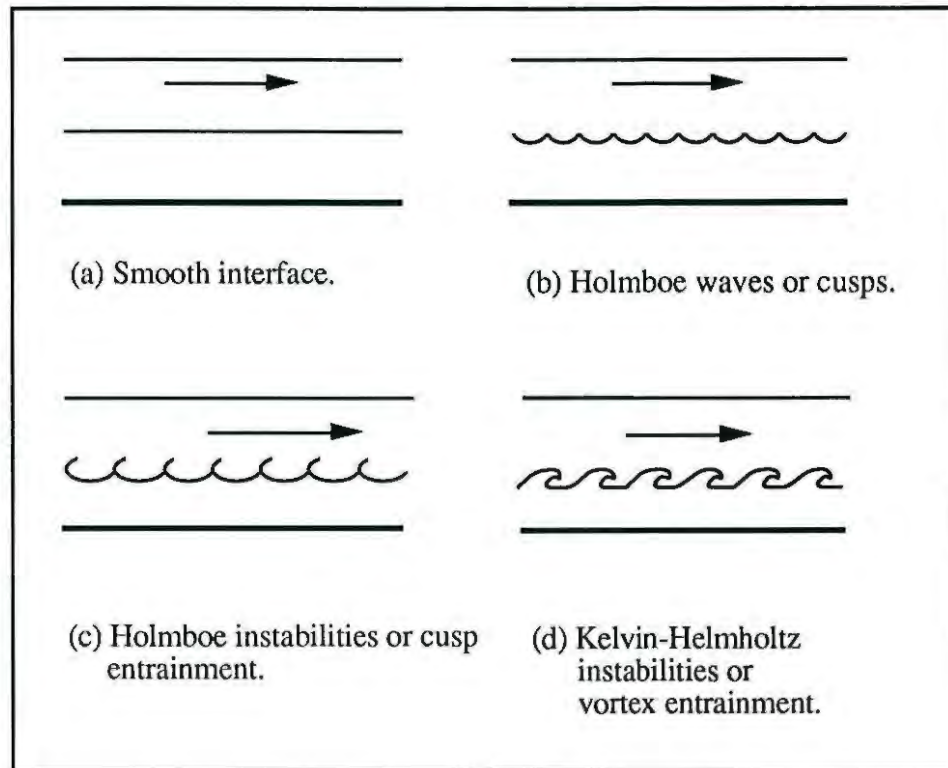 (a) Smooth interface.
(b) Holmboe waves or cusps.
(c) Holmboe instabilities or cusp
entrainment.
(d) Kelvin-Helmholtz
instabilities or
vortex entrainment.